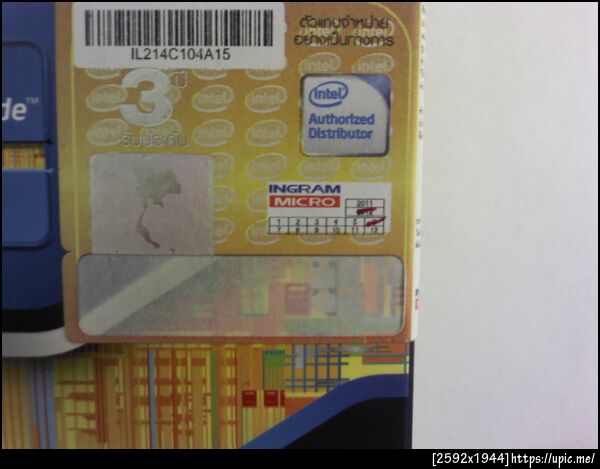 IL214C104A15
ตัวแทนจำหน่าย
อย่างเป็นทางการ
3 ปี
รับประกัน
intel
Authorized
Distributor
de™
INGRAM
MICRO
2011
1 2 3 4 5
7 8 9 10 11 12
[2592x1944]https://upic.me/